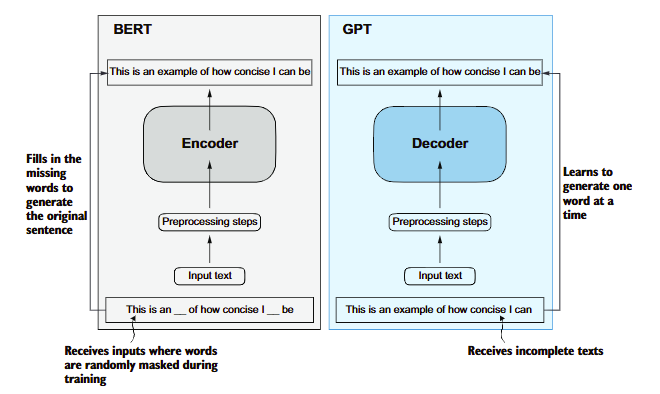 BERT
This is an example of how concise I can be
Encoder
Fills in the
missing
words to
generate
the original
sentence
Preprocessing steps
Input text
This is an __ of how concise I __ be
Receives inputs where words
are randomly masked during
training
GPT
This is an example of how concise I can be
Decoder
Learns to
generate one
word at a
time
Preprocessing steps
Input text
This is an example of how concise I can
Receives incomplete texts